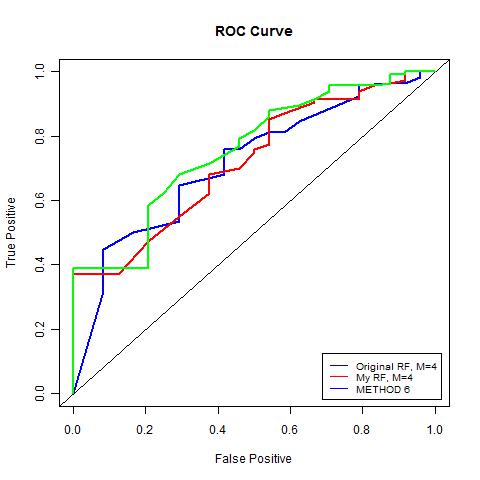 ROC Curve
True Positive
1.0
0.8
0.6
0.4
0.2
0.0
Original RF, M=4
My RF, M=4
METHOD 6
0.0 0.2 0.4 0.6 0.8 1.0
False Positive